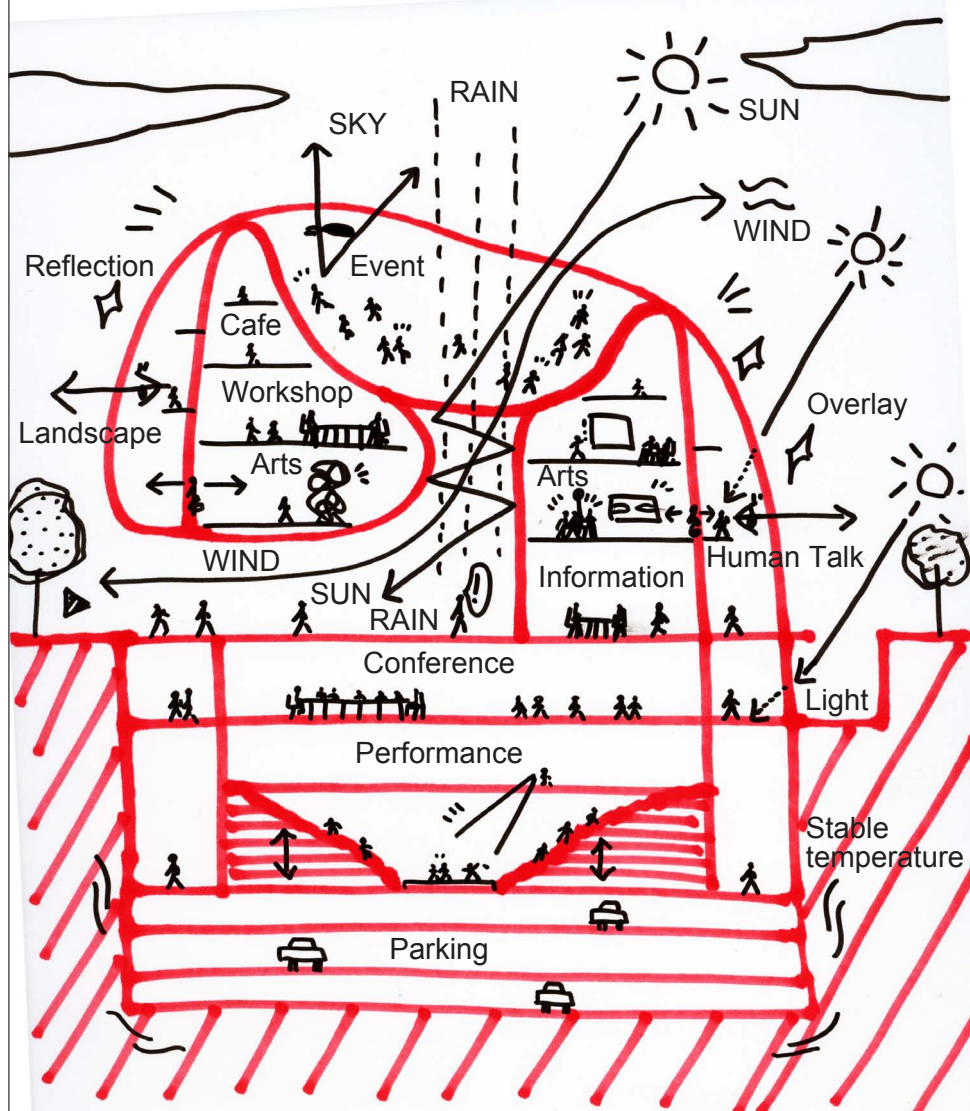 RAIN
SKY
SUN
WIND
Reflection
Event
Cafe
Workshop
Landscape
Overlay
Arts
Arts
WIND
Human Talk
Information
SUN
RAIN
Conference
Light
Performance
Stable
temperature
Parking